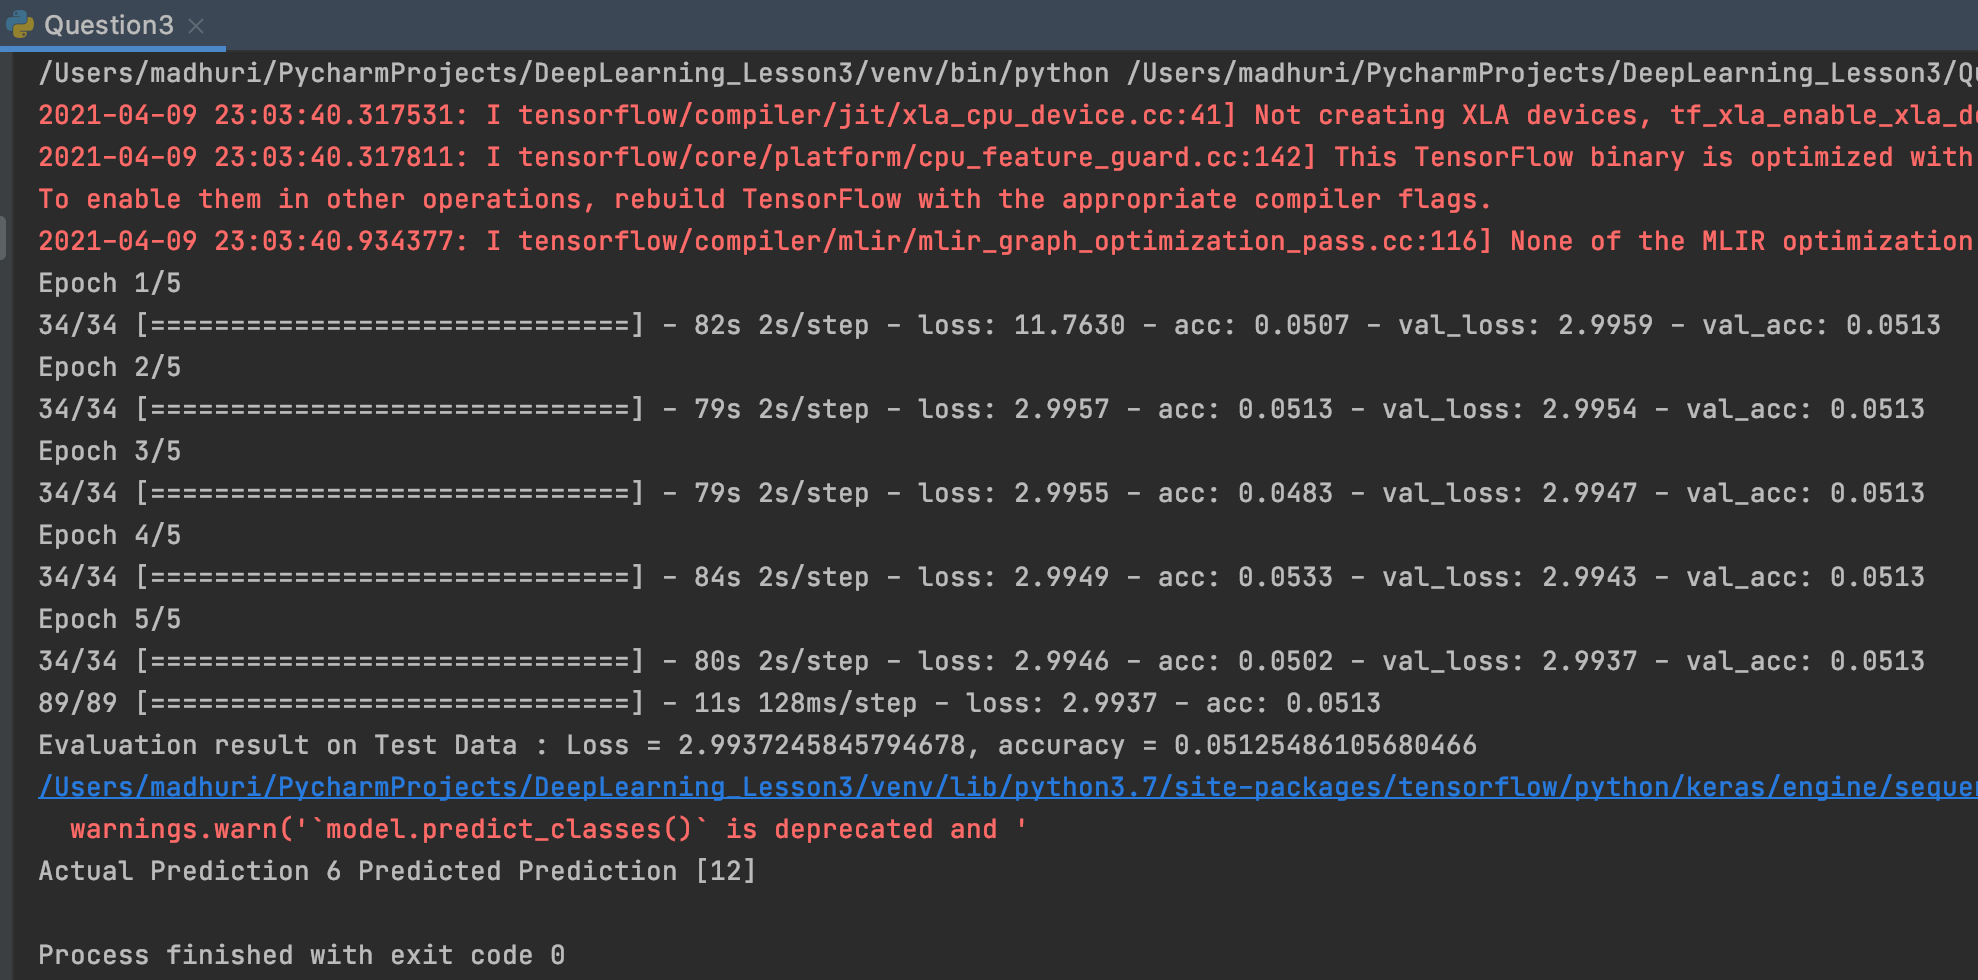 Question3
/Users/madhuri/PycharmProjects/DeepLearning_Lesson3/venv/bin/python /Users/madhuri/PycharmProjects/DeepLearning_Lesson3/Qu
2021-04-09 23:03:40.317531: I tensorflow/compiler/jit/xla_cpu_device.cc:41] Not creating XLA devices, tf_xla_enable_xla_de
2021-04-09 23:03:40.317811: I tensorflow/core/platform/cpu_feature_guard.cc:142] This TensorFlow binary is optimized with
To enable them in other operations, rebuild TensorFlow with the appropriate compiler flags.
2021-04-09 23:03:40.934377: I tensorflow/compiler/mlir/mlir_graph_optimization_pass.cc:116] None of the MLIR optimization
Epoch 1/5
34/34 [==============================] - 82s 2s/step - loss: 11.7630 - acc: 0.0507 - val_loss: 2.9959 - val_acc: 0.0513
Epoch 2/5
34/34 [==============================] - 79s 2s/step - loss: 2.9957 - acc: 0.0513 - val_loss: 2.9954 - val_acc: 0.0513
Epoch 3/5
34/34 [==============================] - 79s 2s/step - loss: 2.9955 - acc: 0.0483 - val_loss: 2.9947 - val_acc: 0.0513
Epoch 4/5
34/34 [==============================] - 84s 2s/step - loss: 2.9949 - acc: 0.0533 - val_loss: 2.9943 - val_acc: 0.0513
Epoch 5/5
34/34 [==============================] - 80s 2s/step - loss: 2.9946 - acc: 0.0502 - val_loss: 2.9937 - val_acc: 0.0513
89/89 [==============================] - 11s 128ms/step - loss: 2.9937 - acc: 0.0513
Evaluation result on Test Data : Loss = 2.9937245845794678, accuracy = 0.05125486105680466
/Users/madhuri/PycharmProjects/DeepLearning_Lesson3/venv/lib/python3.7/site-packages/tensorflow/python/keras/engine/sequen
  warnings.warn('`model.predict_classes()` is deprecated and '
Actual Prediction 6 Predicted Prediction [12]
Process finished with exit code 0